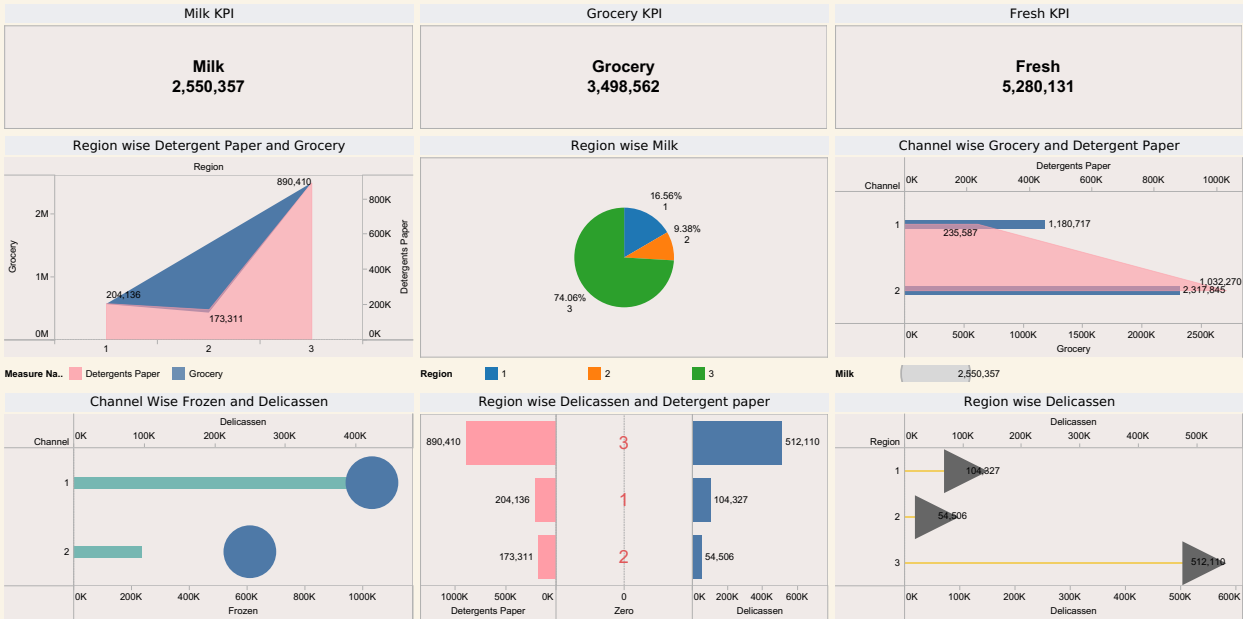 Milk KPI
Milk
2,550,357
Grocery KPI
Grocery
3,498,562
Fresh KPI
Fresh
5,280,131
Region wise Detergent Paper and Grocery
Region
890,410
2M
800K
600K
Grocery
Detergents Paper
1M
400K
204,136
200K
173,311
0M
0K
1
2
3
Measure Na..
Detergents Paper
Grocery
Region wise Milk
16.56%
1
9.38%
2
74.06%
3
Region
1
2
3
Channel wise Grocery and Detergent Paper
Detergents Paper
Channel
0K
200K
400K
600K
800K
1000K
1
1,180,717
235,587
1,032,270
2
2,317,845
0K
500K
1000K
1500K
2000K
2500K
Grocery
Milk
2,550,357
Channel Wise Frozen and Delicassen
Delicassen
Channel
0K
100K
200K
300K
400K
1
2
0K
200K
400K
600K
800K
1000K
Frozen
Region wise Delicassen and Detergent paper
890,410
3
512,110
204,136
1
104,327
173,311
2
54,506
1000K
500K
0K
0
0K
200K
400K
600K
Detergents Paper
Zero
Delicassen
Region wise Delicassen
Delicassen
Region
0K
100K
200K
300K
400K
500K
1
104,327
2
54,506
3
512,110
0K
100K
200K
300K
400K
500K
600K
Delicassen